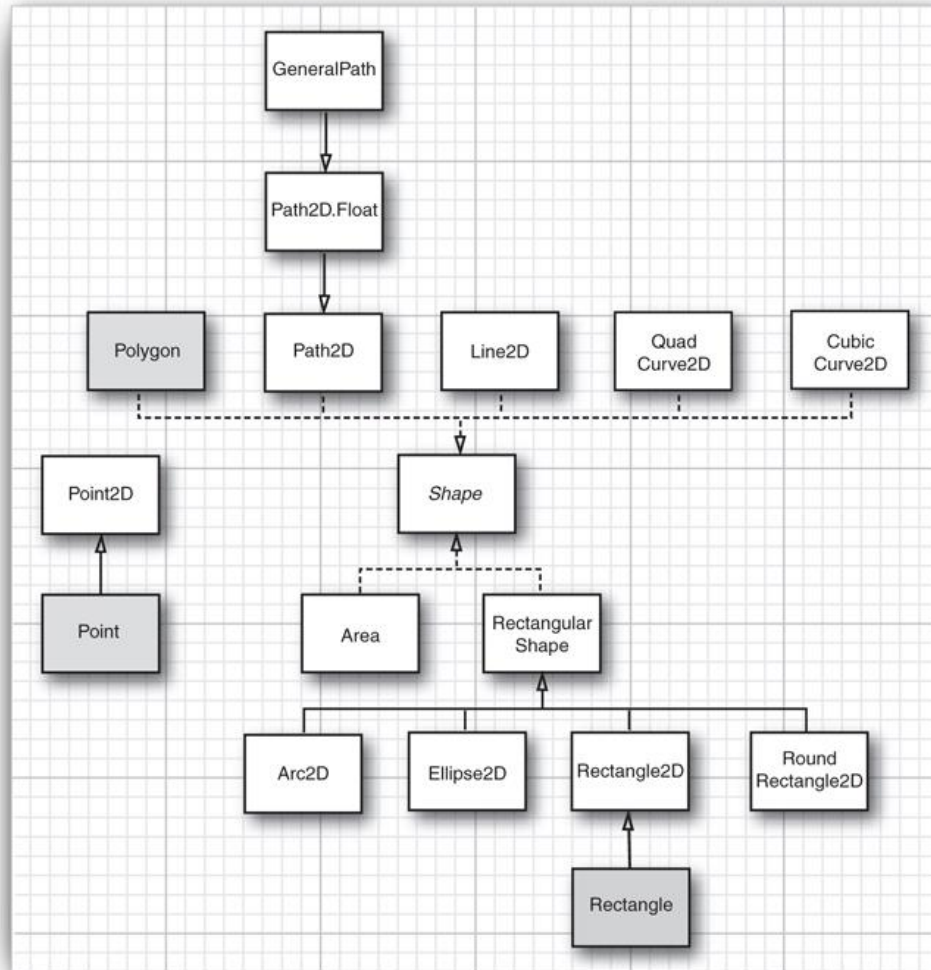 GeneralPath
Path2D.Float
Polygon
Path2D
Line2D
Quad
Curve2D
Cubic
Curve2D
Point2D
Shape
Point
Area
Rectangular
Shape
Arc2D
Ellipse2D
Rectangle2D
Round
Rectangle2D
Rectangle